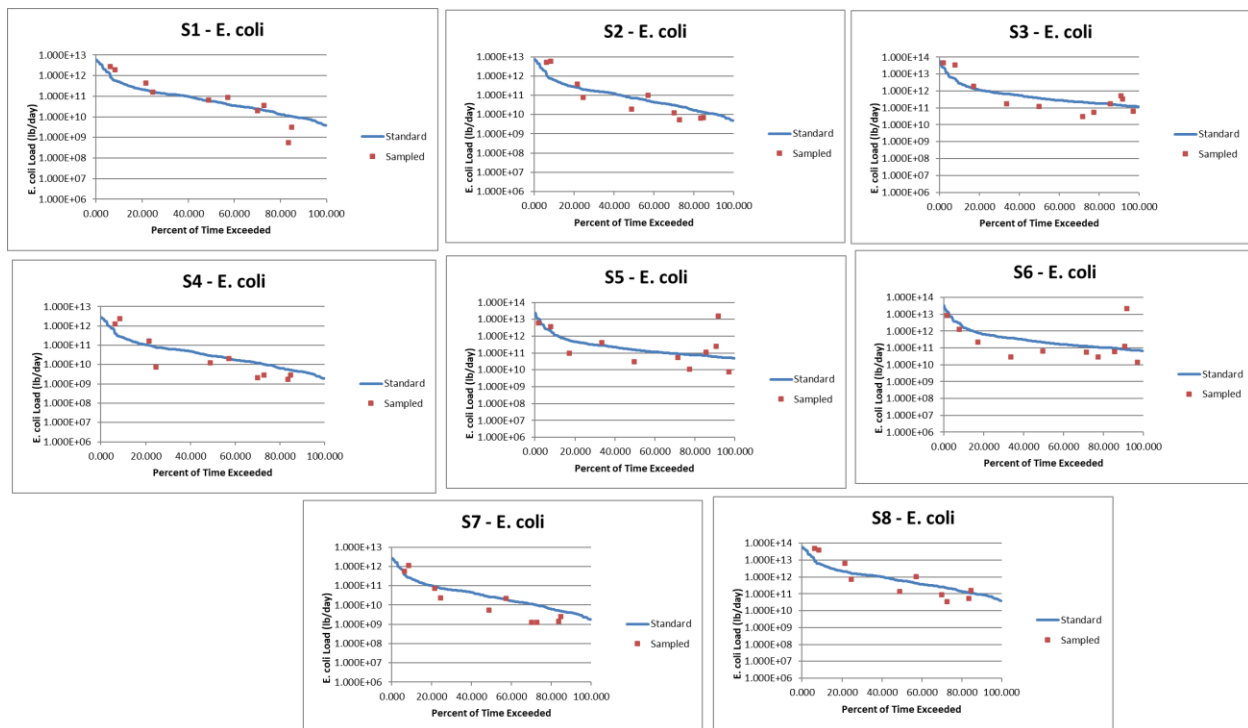 S1 - E. coli
E. coli Load (lb/day)
1.000E+13
1.000E+12
1.000E+11
1.000E+10
1.000E+09
1.000E+08
1.000E+07
1.000E+06
0.000 20.000 40.000 60.000 80.000 100.000
Percent of Time Exceeded
Standard
Sampled
S2 - E. coli
E. coli Load (lb/day)
1.000E+13
1.000E+12
1.000E+11
1.000E+10
1.000E+09
1.000E+08
1.000E+07
1.000E+06
0.000 20.000 40.000 60.000 80.000 100.000
Percent of Time Exceeded
Standard
Sampled
S3 - E. coli
E. coli Load (lb/day)
1.000E+14
1.000E+13
1.000E+12
1.000E+11
1.000E+10
1.000E+09
1.000E+08
1.000E+07
1.000E+06
0.000 20.000 40.000 60.000 80.000 100.000
Percent of Time Exceeded
Standard
Sampled
S4 - E. coli
E. coli Load (lb/day)
1.000E+13
1.000E+12
1.000E+11
1.000E+10
1.000E+09
1.000E+08
1.000E+07
1.000E+06
0.000 20.000 40.000 60.000 80.000 100.000
Percent of Time Exceeded
Standard
Sampled
S5 - E. coli
E. coli Load (lb/day)
1.000E+14
1.000E+13
1.000E+12
1.000E+11
1.000E+10
1.000E+09
1.000E+08
1.000E+07
1.000E+06
0.000 20.000 40.000 60.000 80.000 100.000
Percent of Time Exceeded
Standard
Sampled
S6 - E. coli
E. coli Load (lb/day)
1.000E+14
1.000E+13
1.000E+12
1.000E+11
1.000E+10
1.000E+09
1.000E+08
1.000E+07
1.000E+06
0.000 20.000 40.000 60.000 80.000 100.000
Percent of Time Exceeded
Standard
Sampled
S7 - E. coli
E. coli Load (lb/day)
1.000E+13
1.000E+12
1.000E+11
1.000E+10
1.000E+09
1.000E+08
1.000E+07
1.000E+06
0.000 20.000 40.000 60.000 80.000 100.000
Percent of Time Exceeded
Standard
Sampled
S8 - E. coli
E. coli Load (lb/day)
1.000E+14
1.000E+13
1.000E+12
1.000E+11
1.000E+10
1.000E+09
1.000E+08
1.000E+07
1.000E+06
0.000 20.000 40.000 60.000 80.000 100.000
Percent of Time Exceeded
Standard
Sampled